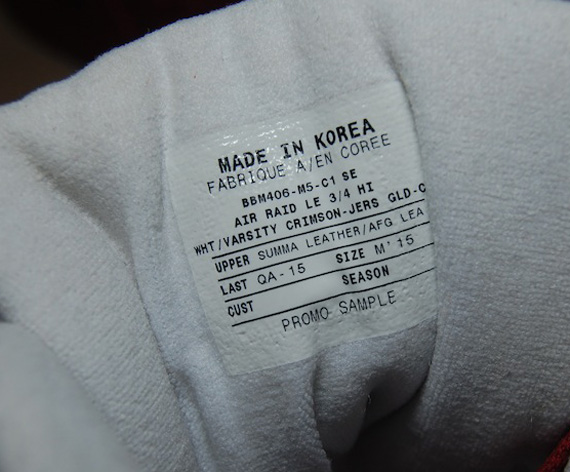 MADE IN KOREA
FABRIQUE A/EN COREE
BBM406-M5-C1 SE
AIR RAID LE 3/4 HI
WHT/VARSITY CRIMSON-JERS GLD-C
UPPER SUMMA LEATHER/AFG LEA
LAST QA-15 SIZE M' 15
CUST SEASON
PROMO SAMPLE